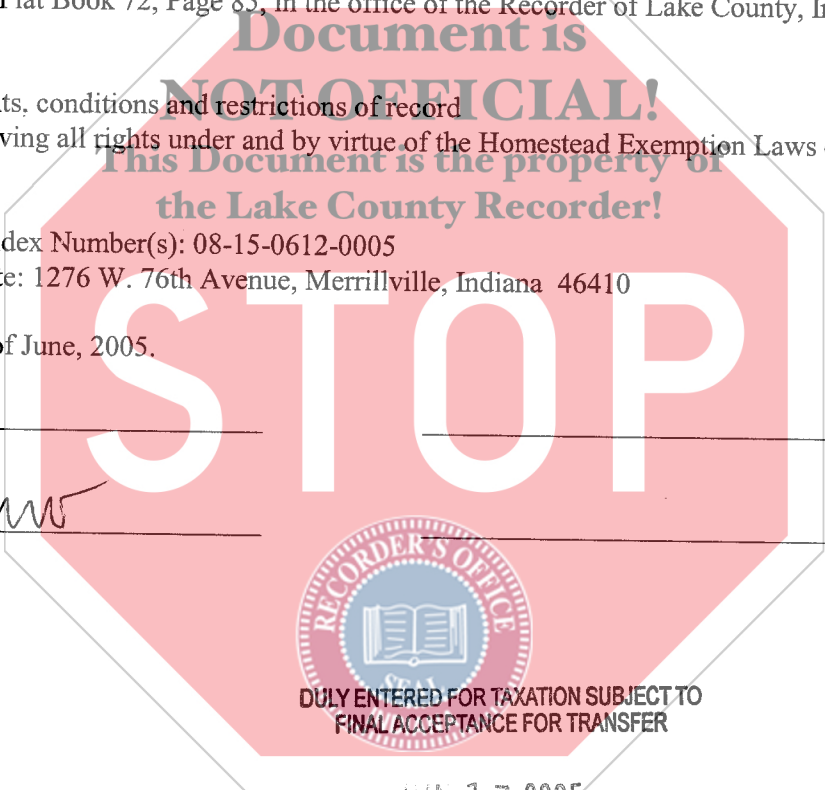 lat Book 72, Page 85, in the office of the Recorder of Lake County, In
Document is
NOT OFFICIAL!
ts, conditions and restrictions of record
ving all rights under and by virtue of the Homestead Exemption Laws
This Document is the property of
the Lake County Recorder!
dex Number(s): 08-15-0612-0005
te: 1276 W. 76th Avenue, Merrillville, Indiana 46410
of June, 2005.
STOP
RECORDER'S OFFICE
SEAL
DULY ENTERED FOR TAXATION SUBJECT TO
FINAL ACCEPTANCE FOR TRANSFER